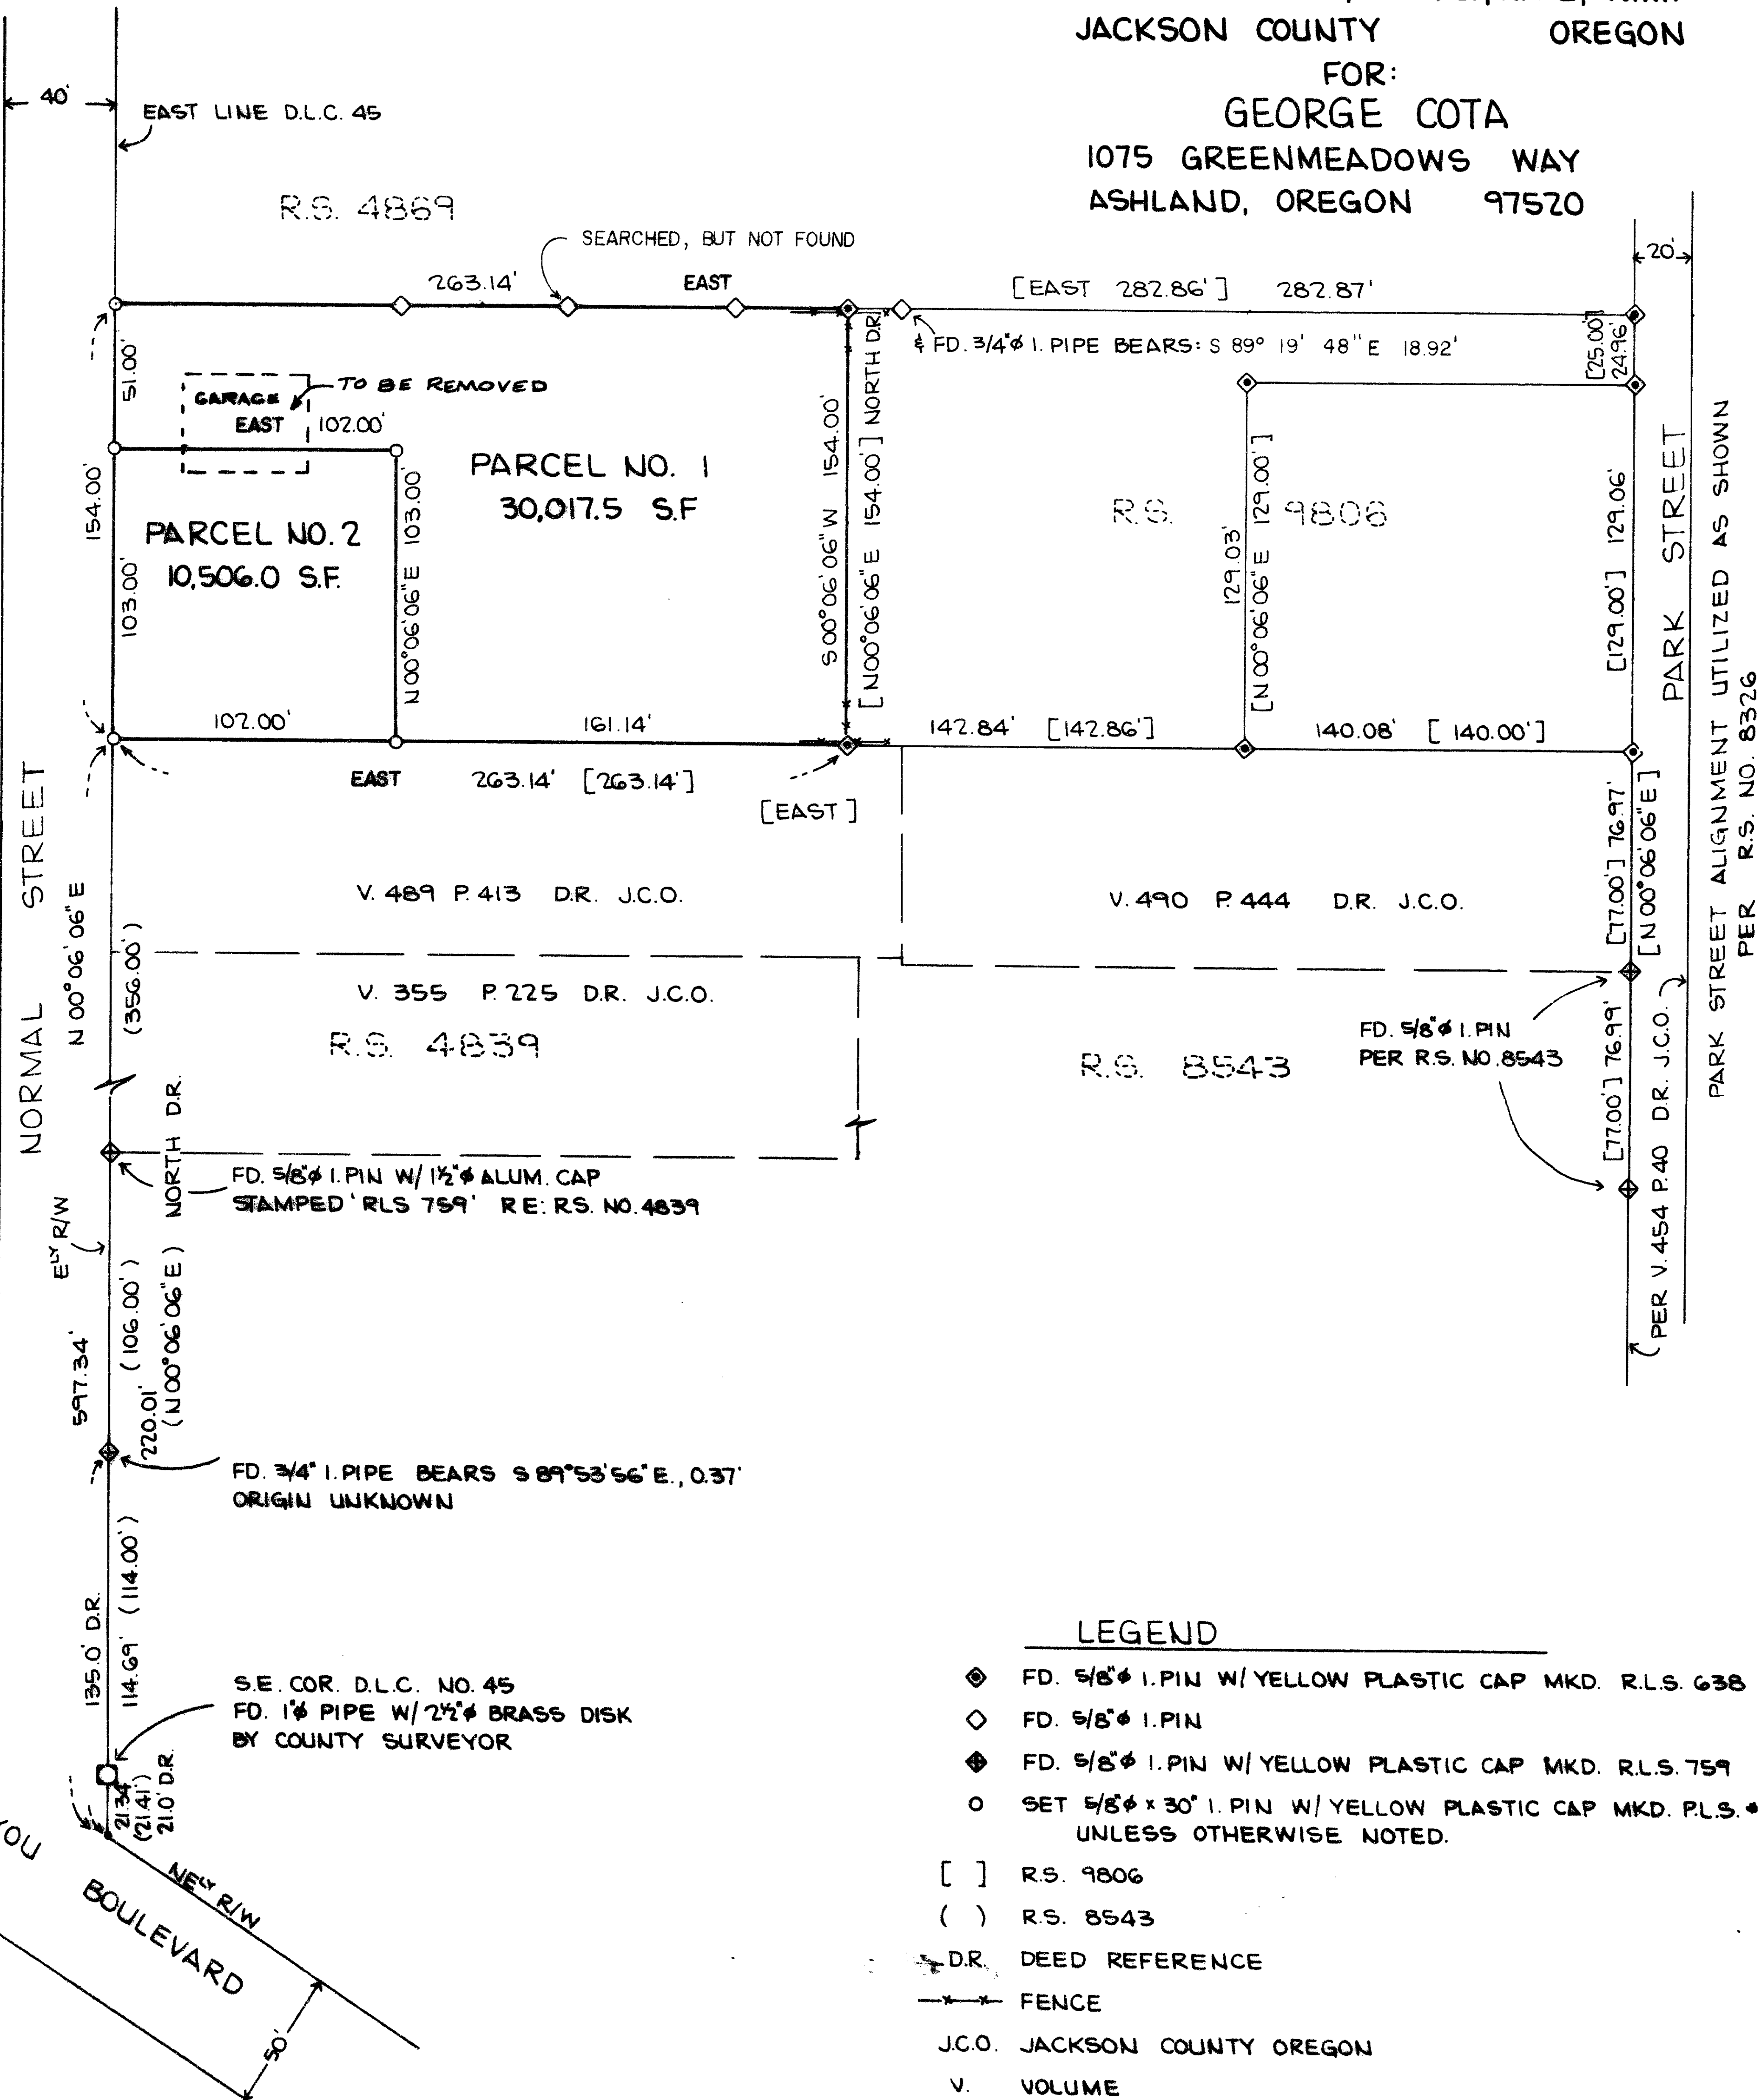 JACKSON COUNTY OREGON
FOR:
GEORGE COTA
1075 GREENMEADOWS WAY
ASHLAND, OREGON 97520
40'
EAST LINE D.L.C. 45
R.S. 4869
SEARCHED, BUT NOT FOUND
20'
263.14' EAST
[EAST 282.86'] 282.87'
& FD. 3/4"ø I. PIPE BEARS: S 89° 19' 48" E 18.92'
[25.00']
24.96'
51.00'
GARAGE
TO BE REMOVED
EAST 102.00'
154.00'
103.00'
PARCEL NO. 2
10,506.0 S.F.
N 00°06'06"E 103.00'
PARCEL NO. 1
30,017.5 S.F
S 00°06'06"W 154.00'
[N00°06'06"E 154.00'] NORTH D.R.
R.S. 9806
129.03'
[N00°06'06"E 129.00']
[129.00'] 129.06'
PARK STREET
PARK STREET ALIGNMENT UTILIZED AS SHOWN
PER R.S. NO. 8326
102.00'
161.14'
142.84' [142.86']
140.08' [140.00']
EAST 263.14' [263.14']
[EAST]
[77.00'] 76.97'
[N00°06'06"E]
NORMAL STREET
N 00°06'06"E
(356.00')
V. 489 P. 413 D.R. J.C.O.
V. 490 P. 444 D.R. J.C.O.
V. 355 P. 225 D.R. J.C.O.
R.S. 4839
R.S. 8543
FD. 5/8"ø I. PIN
PER R.S. NO. 8543
[77.00'] 76.99'
PER V. 454 P. 40 D.R. J.C.O.
FD. 5/8"ø I. PIN W/ 1½"ø ALUM. CAP
STAMPED 'RLS 759' RE: R.S. NO. 4839
E'LY R/W
597.34'
(106.00')
220.01'
(N00°06'06"E) NORTH D.R.
FD. 3/4" I. PIPE BEARS S 89°53'56"E., 0.37'
ORIGIN UNKNOWN
135.0' D.R.
114.69' (114.00')
S.E. COR. D.L.C. NO. 45
FD. 1"ø PIPE W/ 2½"ø BRASS DISK
BY COUNTY SURVEYOR
21.34'
(21.41')
21.0' D.R.
NE'LY R/W
YOU BOULEVARD
50'
LEGEND
FD. 5/8"ø I. PIN W/ YELLOW PLASTIC CAP MKD. R.L.S. 638
FD. 5/8"ø I. PIN
FD. 5/8"ø I. PIN W/ YELLOW PLASTIC CAP MKD. R.L.S. 759
SET 5/8"ø x 30" I. PIN W/ YELLOW PLASTIC CAP MKD. P.L.S.
UNLESS OTHERWISE NOTED.
[ ] R.S. 9806
( ) R.S. 8543
D.R. DEED REFERENCE
FENCE
J.C.O. JACKSON COUNTY OREGON
V. VOLUME